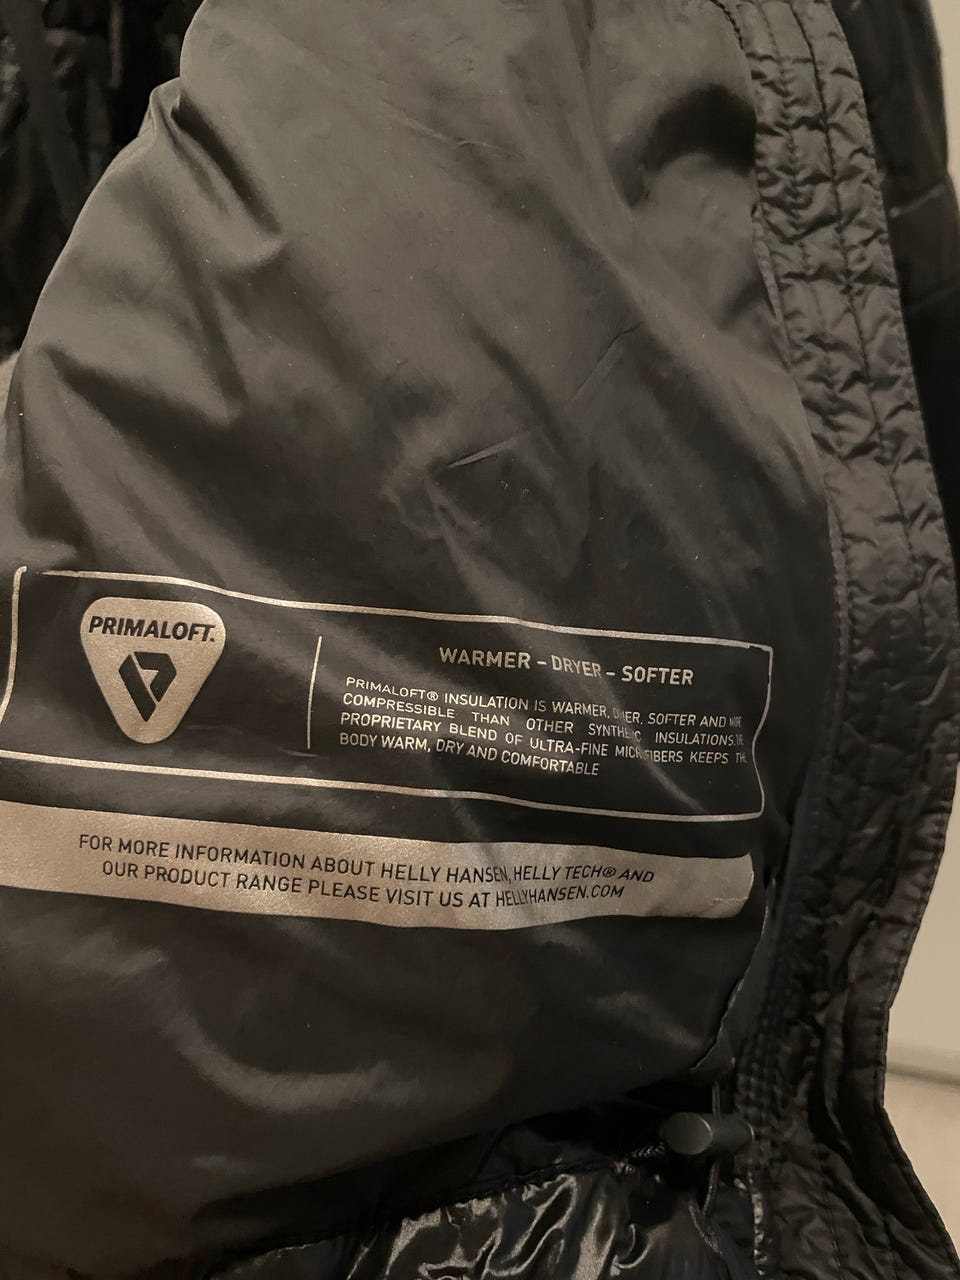 PRIMALOFT.
WARMER – DRYER – SOFTER
PRIMALOFT® INSULATION IS WARMER, SOFTER AND
COMPRESSIBLE THAN OTHER INSULATIONS.
PROPRIETARY BLEND OF ULTRA-FINE KEEPS
BODY WARM, DRY AND COMFORTABLE
FOR MORE INFORMATION ABOUT HELLY HANSEN, HELLY TECH® AND
OUR PRODUCT RANGE PLEASE VISIT US AT HELLYHANSEN.COM